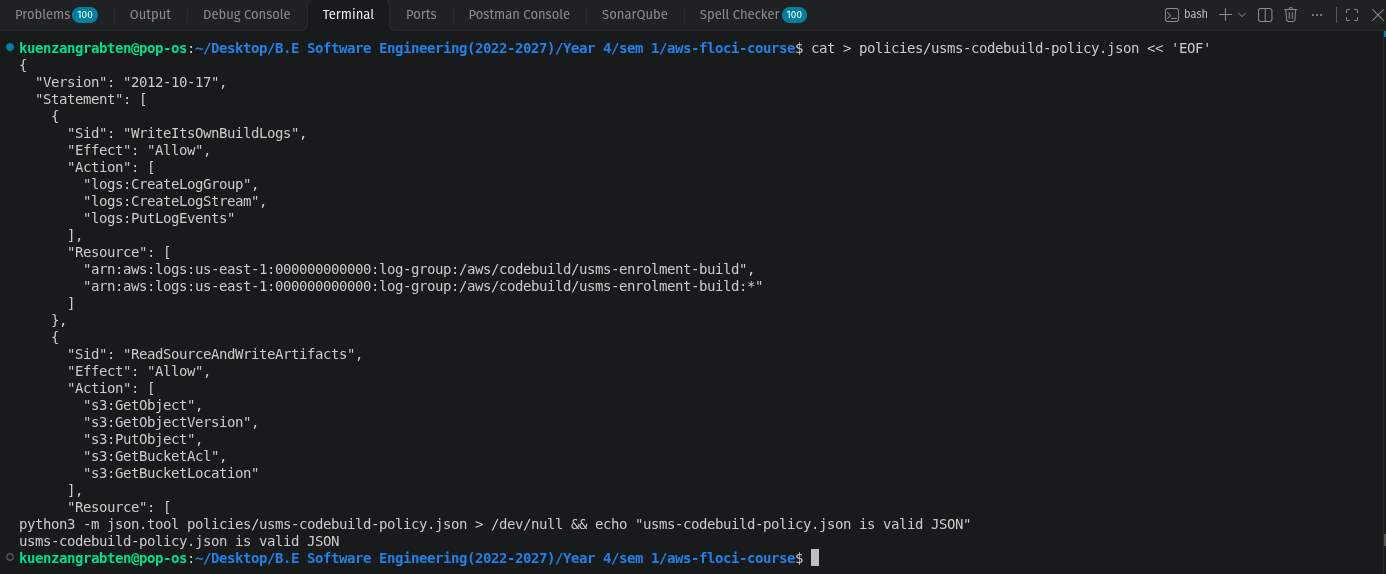 Problems 100 Output Debug Console Terminal Ports Postman Console SonarQube Spell Checker 100 bash
kuenzangrabten@pop-os:~/Desktop/B.E Software Engineering(2022-2027)/Year 4/sem 1/aws-floci-course$ cat > policies/usms-codebuild-policy.json << 'EOF'
{
  "Version": "2012-10-17",
  "Statement": [
    {
      "Sid": "WriteItsOwnBuildLogs",
      "Effect": "Allow",
      "Action": [
        "logs:CreateLogGroup",
        "logs:CreateLogStream",
        "logs:PutLogEvents"
      ],
      "Resource": [
        "arn:aws:logs:us-east-1:000000000000:log-group:/aws/codebuild/usms-enrolment-build",
        "arn:aws:logs:us-east-1:000000000000:log-group:/aws/codebuild/usms-enrolment-build:*"
      ]
    },
    {
      "Sid": "ReadSourceAndWriteArtifacts",
      "Effect": "Allow",
      "Action": [
        "s3:GetObject",
        "s3:GetObjectVersion",
        "s3:PutObject",
        "s3:GetBucketAcl",
        "s3:GetBucketLocation"
      ],
      "Resource": [
python3 -m json.tool policies/usms-codebuild-policy.json > /dev/null && echo "usms-codebuild-policy.json is valid JSON"
usms-codebuild-policy.json is valid JSON
kuenzangrabten@pop-os:~/Desktop/B.E Software Engineering(2022-2027)/Year 4/sem 1/aws-floci-course$